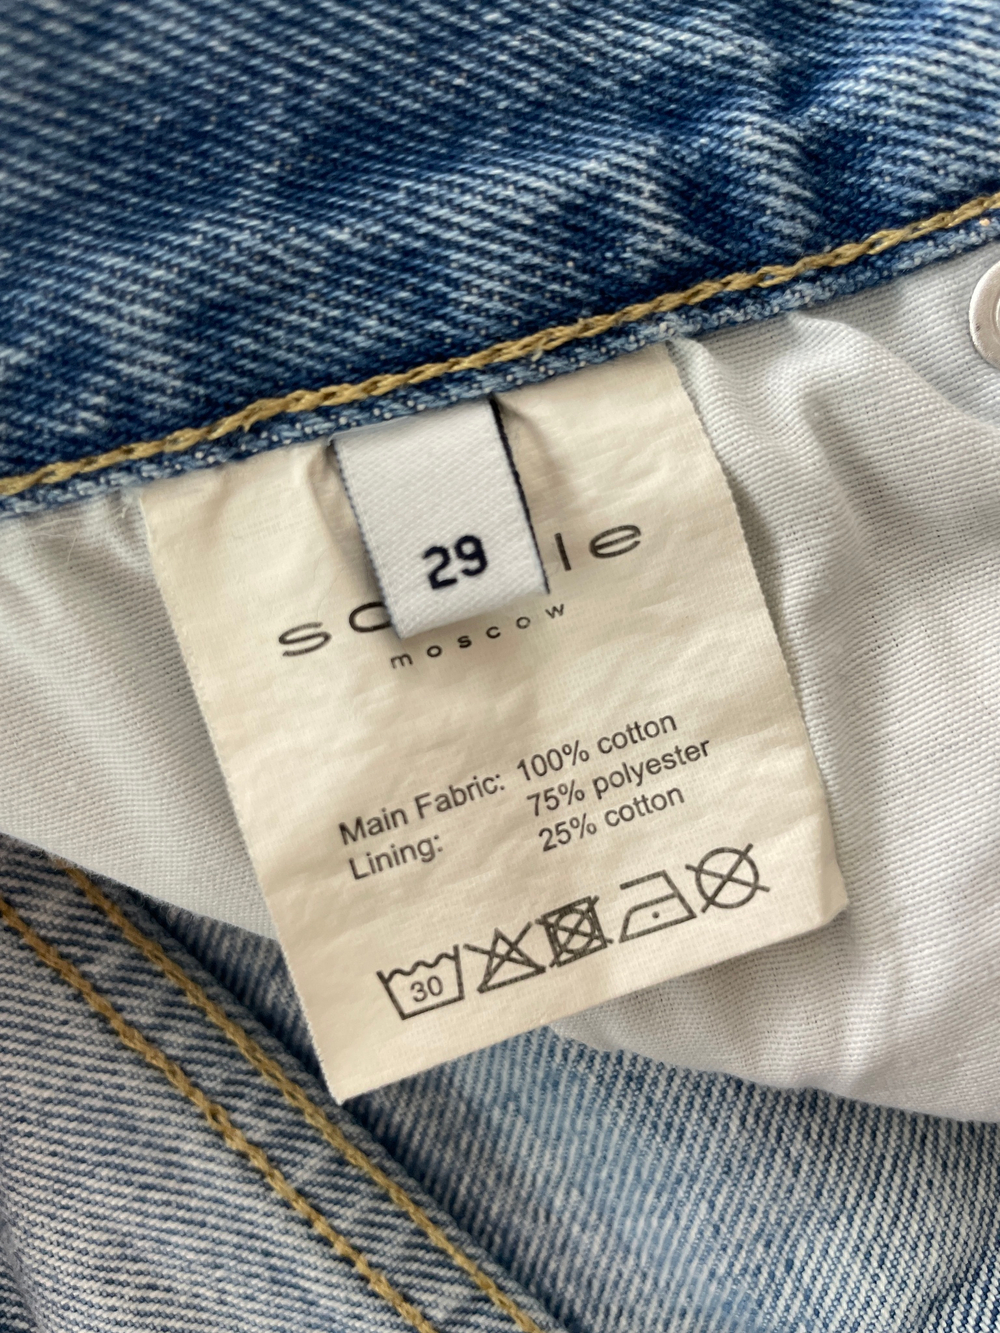 29
moscow
Main Fabric: 100% cotton
Lining: 75% polyester
25% cotton
30